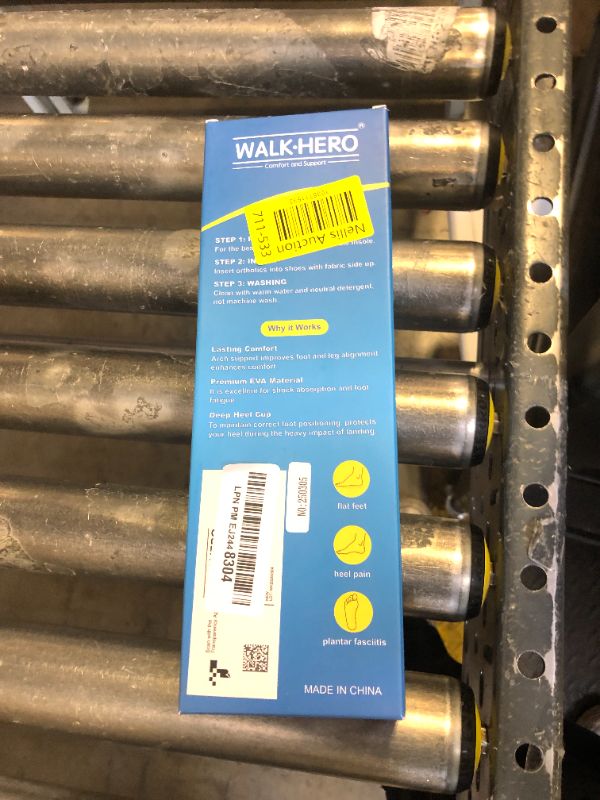 WALK·HERO®
Comfort and Support
Nellis Auction
711-533
STEP 1:
For the insole.
STEP 2: IN
Insert orthotics into shoes with fabric side up.
STEP 3: WASHING
Clean with warm water and neutral detergent,
not machine wash.
Why it Works
Lasting Comfort
Arch support improves foot and leg alignment
enhances comfort
Premium EVA Material
It is excellent for shock absorption and foot
fatigue
Deep Heel Cup
To maintain correct foot positioning, protects
your heel during the heavy impact of landing.
NO: 250305
LPN PM EJ244 8304
flat feet
heel pain
plantar fasciitis
MADE IN CHINA